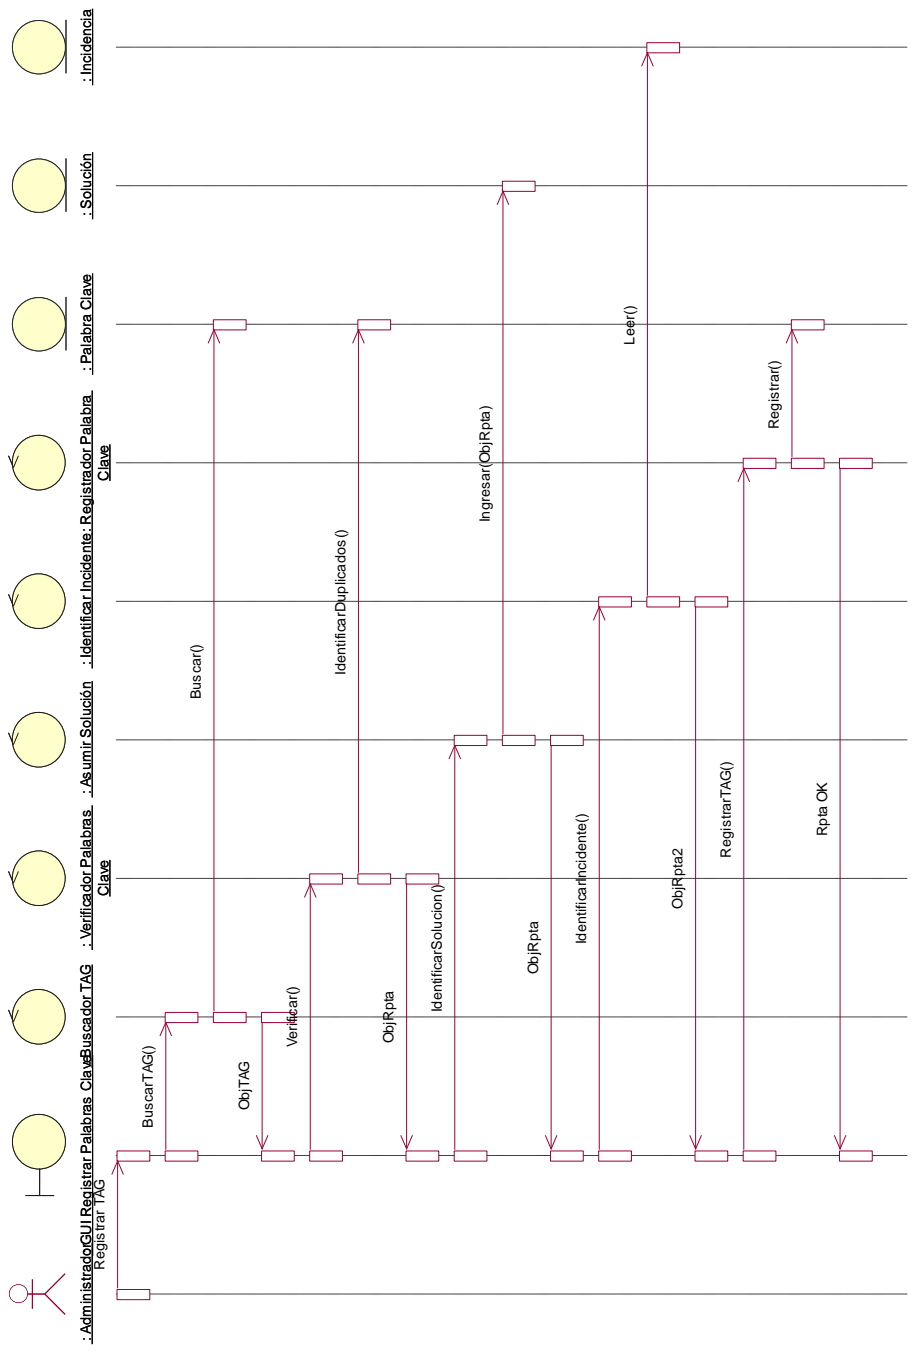 : Administrador
GUI Registrar Palabras Clave
Buscador TAG
: Verificador Palabras
Clave
: Asumir Solución
: Identificar Incidente
: Registrador Palabra
Clave
: Palabra Clave
: Solución
: Incidencia
Registrar TAG
BuscarTAG()
Buscar()
ObjTAG
Verificar()
IdentificarDuplicados()
ObjRpta
IdentificarSolucion()
Ingresar(ObjRpta)
ObjRpta
IdentificarIncidente()
Leer()
ObjRpta2
RegistrarTAG()
Registrar()
Rpta OK